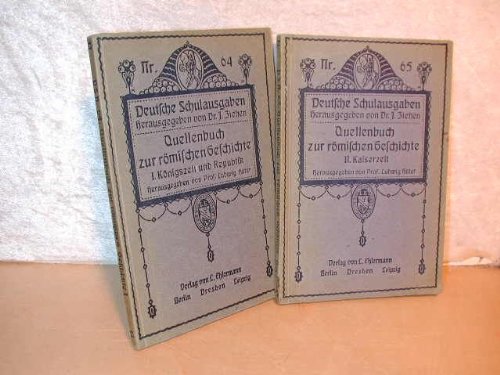 Nr. 64
Deutsche Schulausgaben
Herausgegeben von Dr. J. Ziehen
Quellenbuch
zur römischen Geschichte
I. Königszeit und Republik
Herausgegeben von Prof. Ludwig
Verlag von L. Ehlermann
Berlin Dresden Leipzig
Nr. 65
Deutsche Schulausgaben
Herausgegeben von Dr. J. Ziehen
Quellenbuch
zur römischen Geschichte
II. Kaiserzeit
Herausgegeben von Prof. Ludwig
Verlag von L. Ehlermann
Berlin Dresden Leipzig